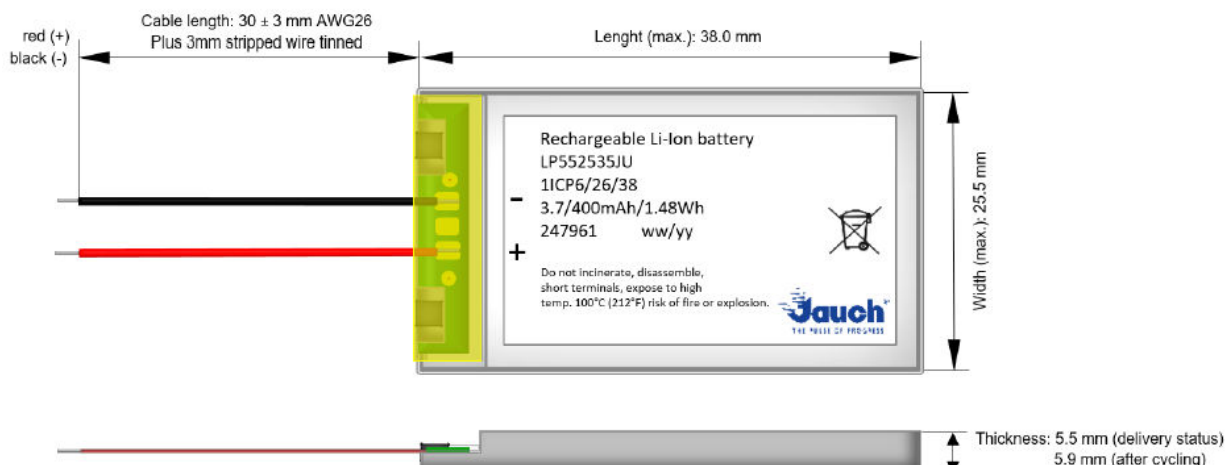 Cable length: 30 ± 3 mm AWG26
Plus 3mm stripped wire tinned
red (+)
black (-)
Lenght (max.): 38.0 mm
Rechargeable Li-Ion battery
LP552535JU
1ICP6/26/38
3.7/400mAh/1.48Wh
247961 ww/yy
-
+
Do not incinerate, disassemble,
short terminals, expose to high
temp. 100°C (212°F) risk of fire or explosion.
Jauch
THE PULSE OF PROGRESS
Width (max.): 25.5 mm
Thickness: 5.5 mm (delivery status)
5.9 mm (after cycling)